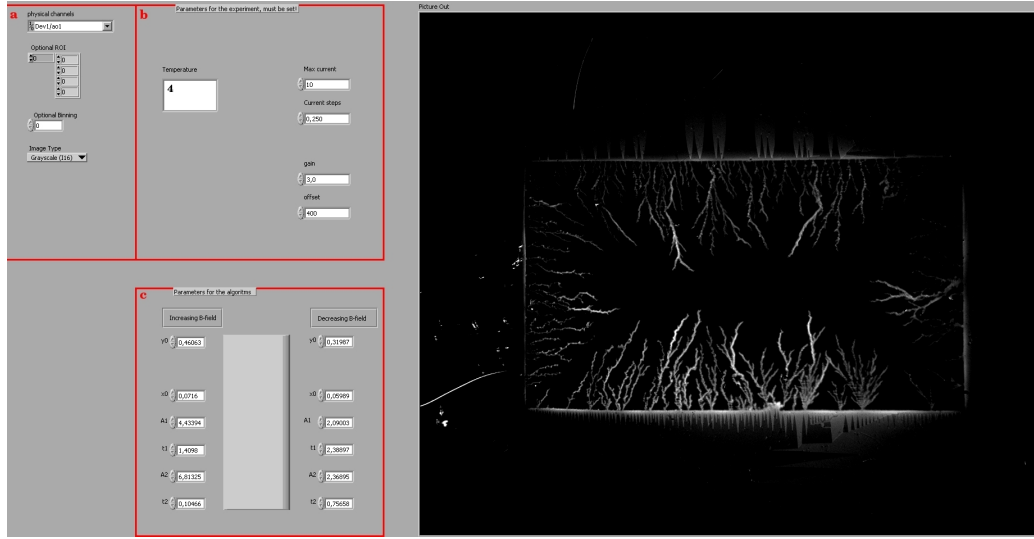 a
physical channels
Dev1/ao1
Optional ROI
0
0
0
0
0
Optional Binning
0
Image Type
Grayscale (I16)
b
Parameters for the experiment, must be set!
Temperature
4
Max current
10
Current steps
0,250
gain
3,0
offset
400
c
Parameters for the algoritms
Increasing B-field
Decreasing B-field
y0 0,46063
y0 0,31987
x0 0,0716
x0 0,05989
A1 4,43394
A1 2,09003
t1 1,4098
t1 2,38897
A2 6,81325
A2 2,36895
t2 0,10466
t2 0,75658
Picture Out